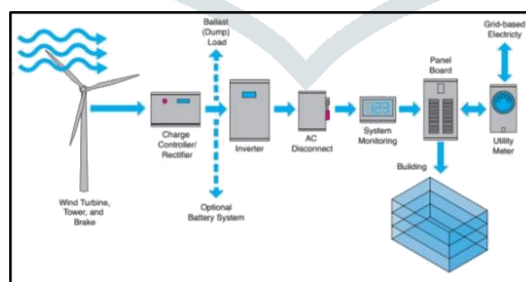 Ballast
(Dump)
Load
Grid-based
Electricty
Panel
Board
Charge
Controller/
Rectifier
Inverter
AC
Disconnect
System
Monitoring
Utility
Meter
Building
Wind Turbine,
Tower, and
Brake
Optional
Battery System